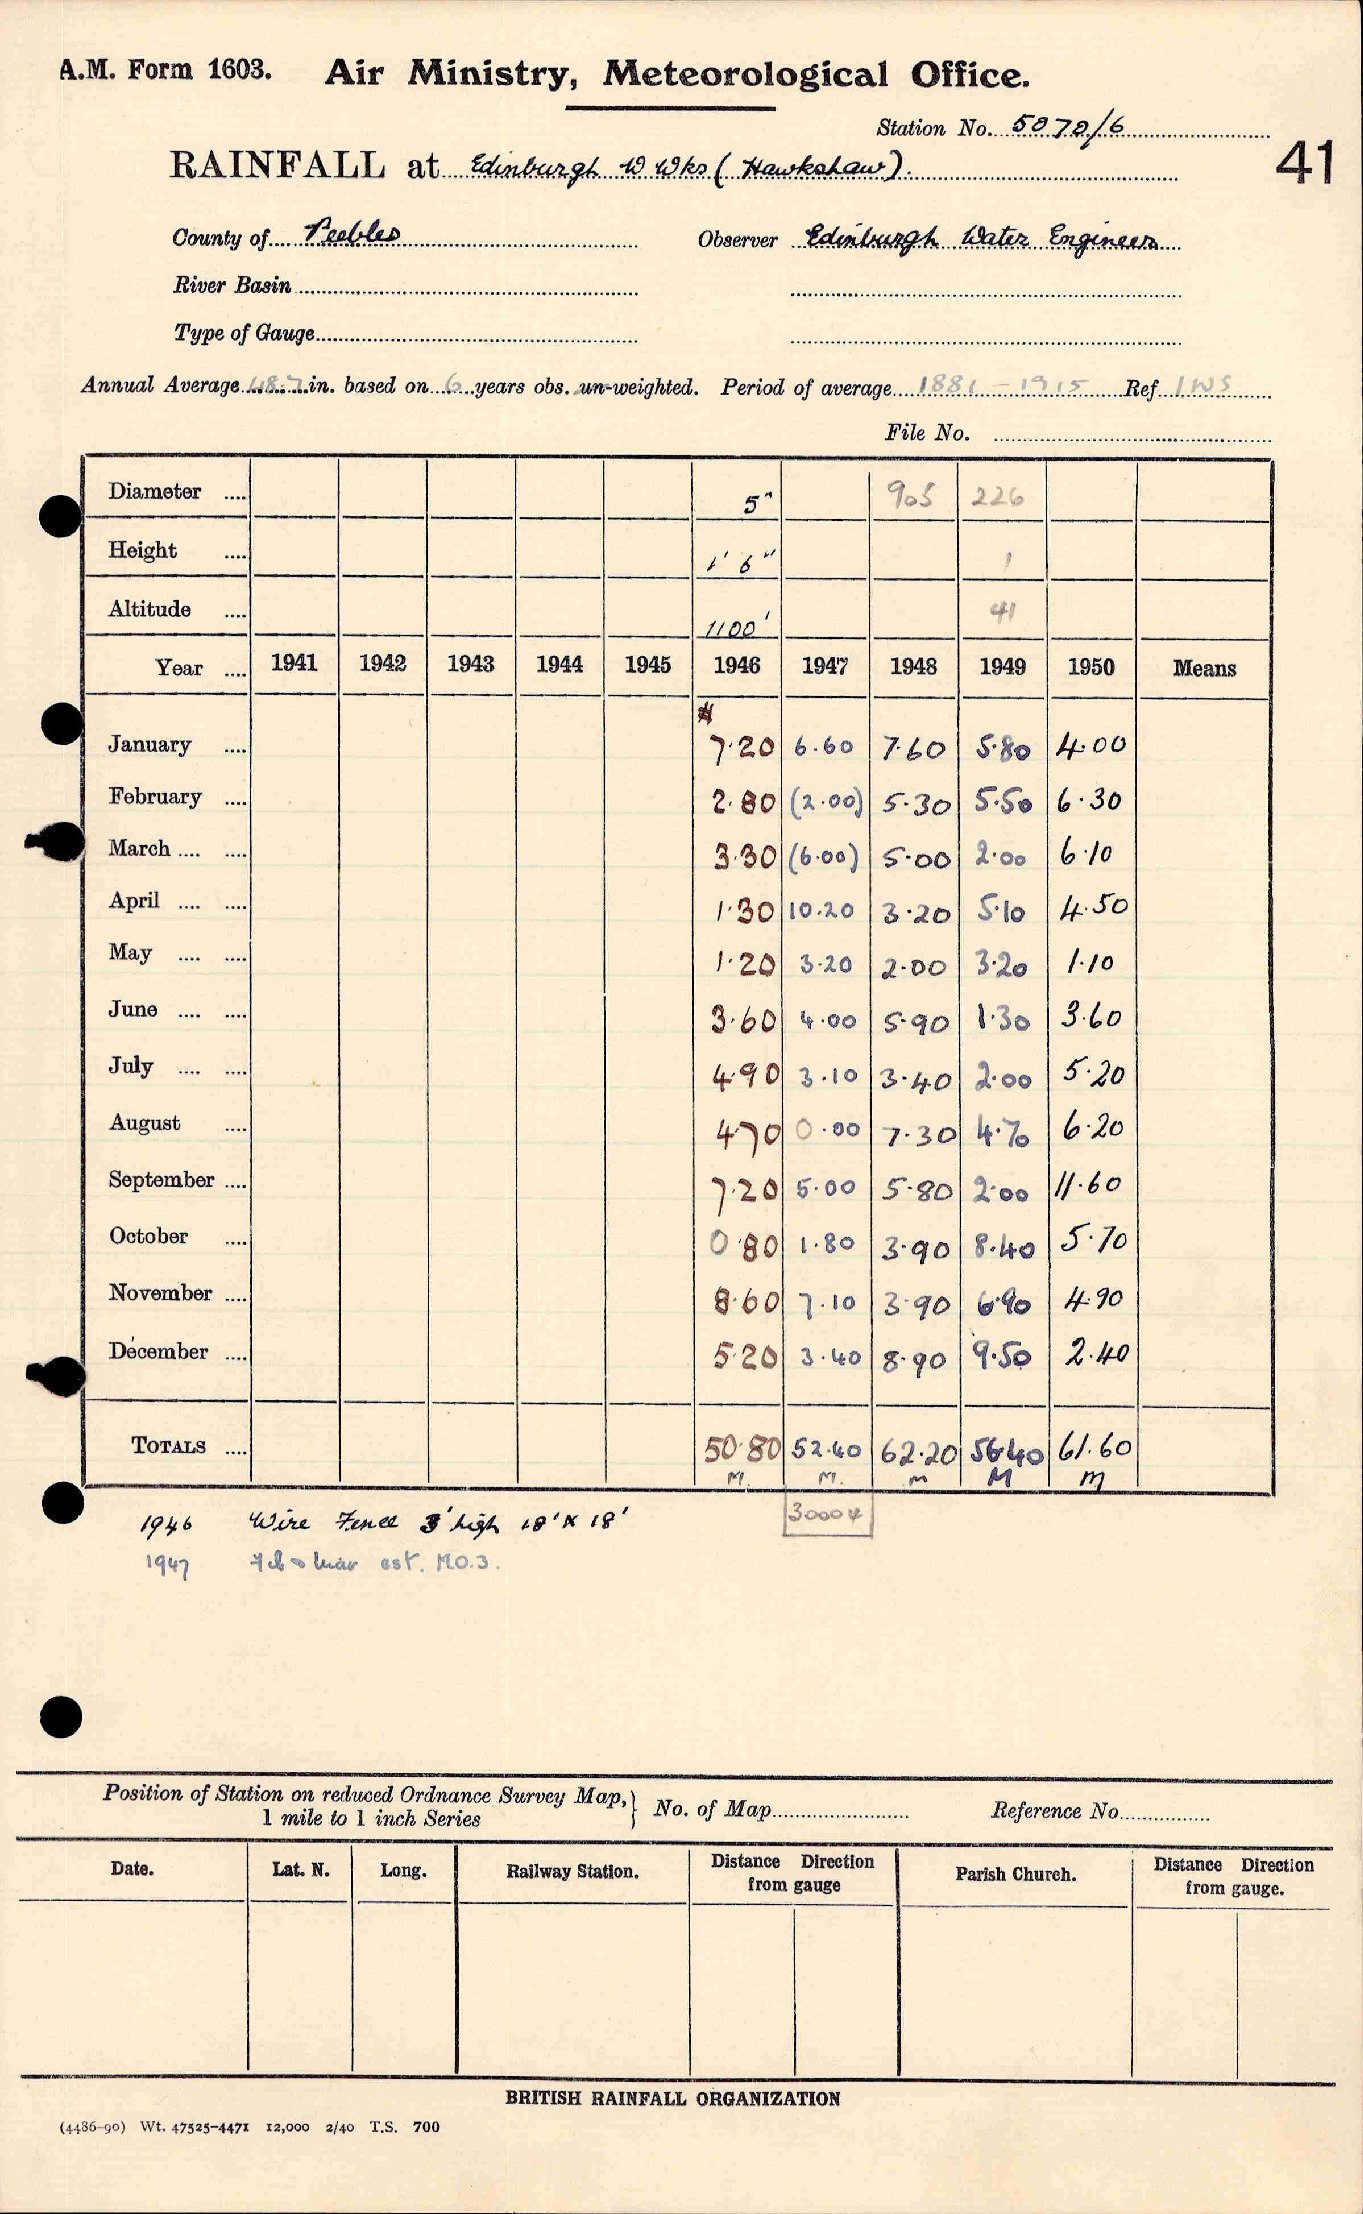 A.M. Form 1603. Air Ministry, Meteorological Office.
Station No. 5070/6
41
RAINFALL at Edinburgh W Wks (Hawkshaw).
County of Peebles Observer Edinburgh Water Engineer
River Basin
Type of Gauge
Annual Average 48.7 in. based on 6 years obs. un-weighted. Period of average 1881 - 1915 Ref IWS
File No.
Diameter .... 5" 905 226
Height .... 1' 6" 1
Altitude .... 1100' 41
Year .... 1941 1942 1943 1944 1945 1946 1947 1948 1949 1950 Means
January .... 7.20 6.60 7.60 5.80 4.00
February .... 2.80 (2.00) 5.30 5.50 6.30
March .... .... 3.30 (6.00) 5.00 2.00 6.10
April .... .... 1.30 10.20 3.20 5.10 4.50
May .... .... 1.20 3.20 2.00 3.20 1.10
June .... .... 3.60 4.00 5.90 1.30 3.60
July .... .... 4.90 3.10 3.40 2.00 5.20
August .... 4.70 0.00 7.30 4.70 6.20
September .... 7.20 5.00 5.80 2.00 11.60
October .... 0.80 1.80 3.90 8.40 5.70
November .... 8.60 7.10 3.90 6.90 4.90
December .... 5.20 3.40 8.90 9.50 2.40
TOTALS .... 50.80 52.40 62.20 56.40 61.60
M. M. M M M
1946 Wire Fence 3' high 18' x 18' 30004
1947 Feb & Mar est. M.O.3.
Position of Station on reduced Ordnance Survey Map, } No. of Map Reference No.
1 mile to 1 inch Series
Date. Lat. N. Long. Railway Station. Distance Direction from gauge Parish Church. Distance Direction from gauge.
BRITISH RAINFALL ORGANIZATION
(4486-90) Wt. 47525-4471 12,000 2/40 T.S. 700